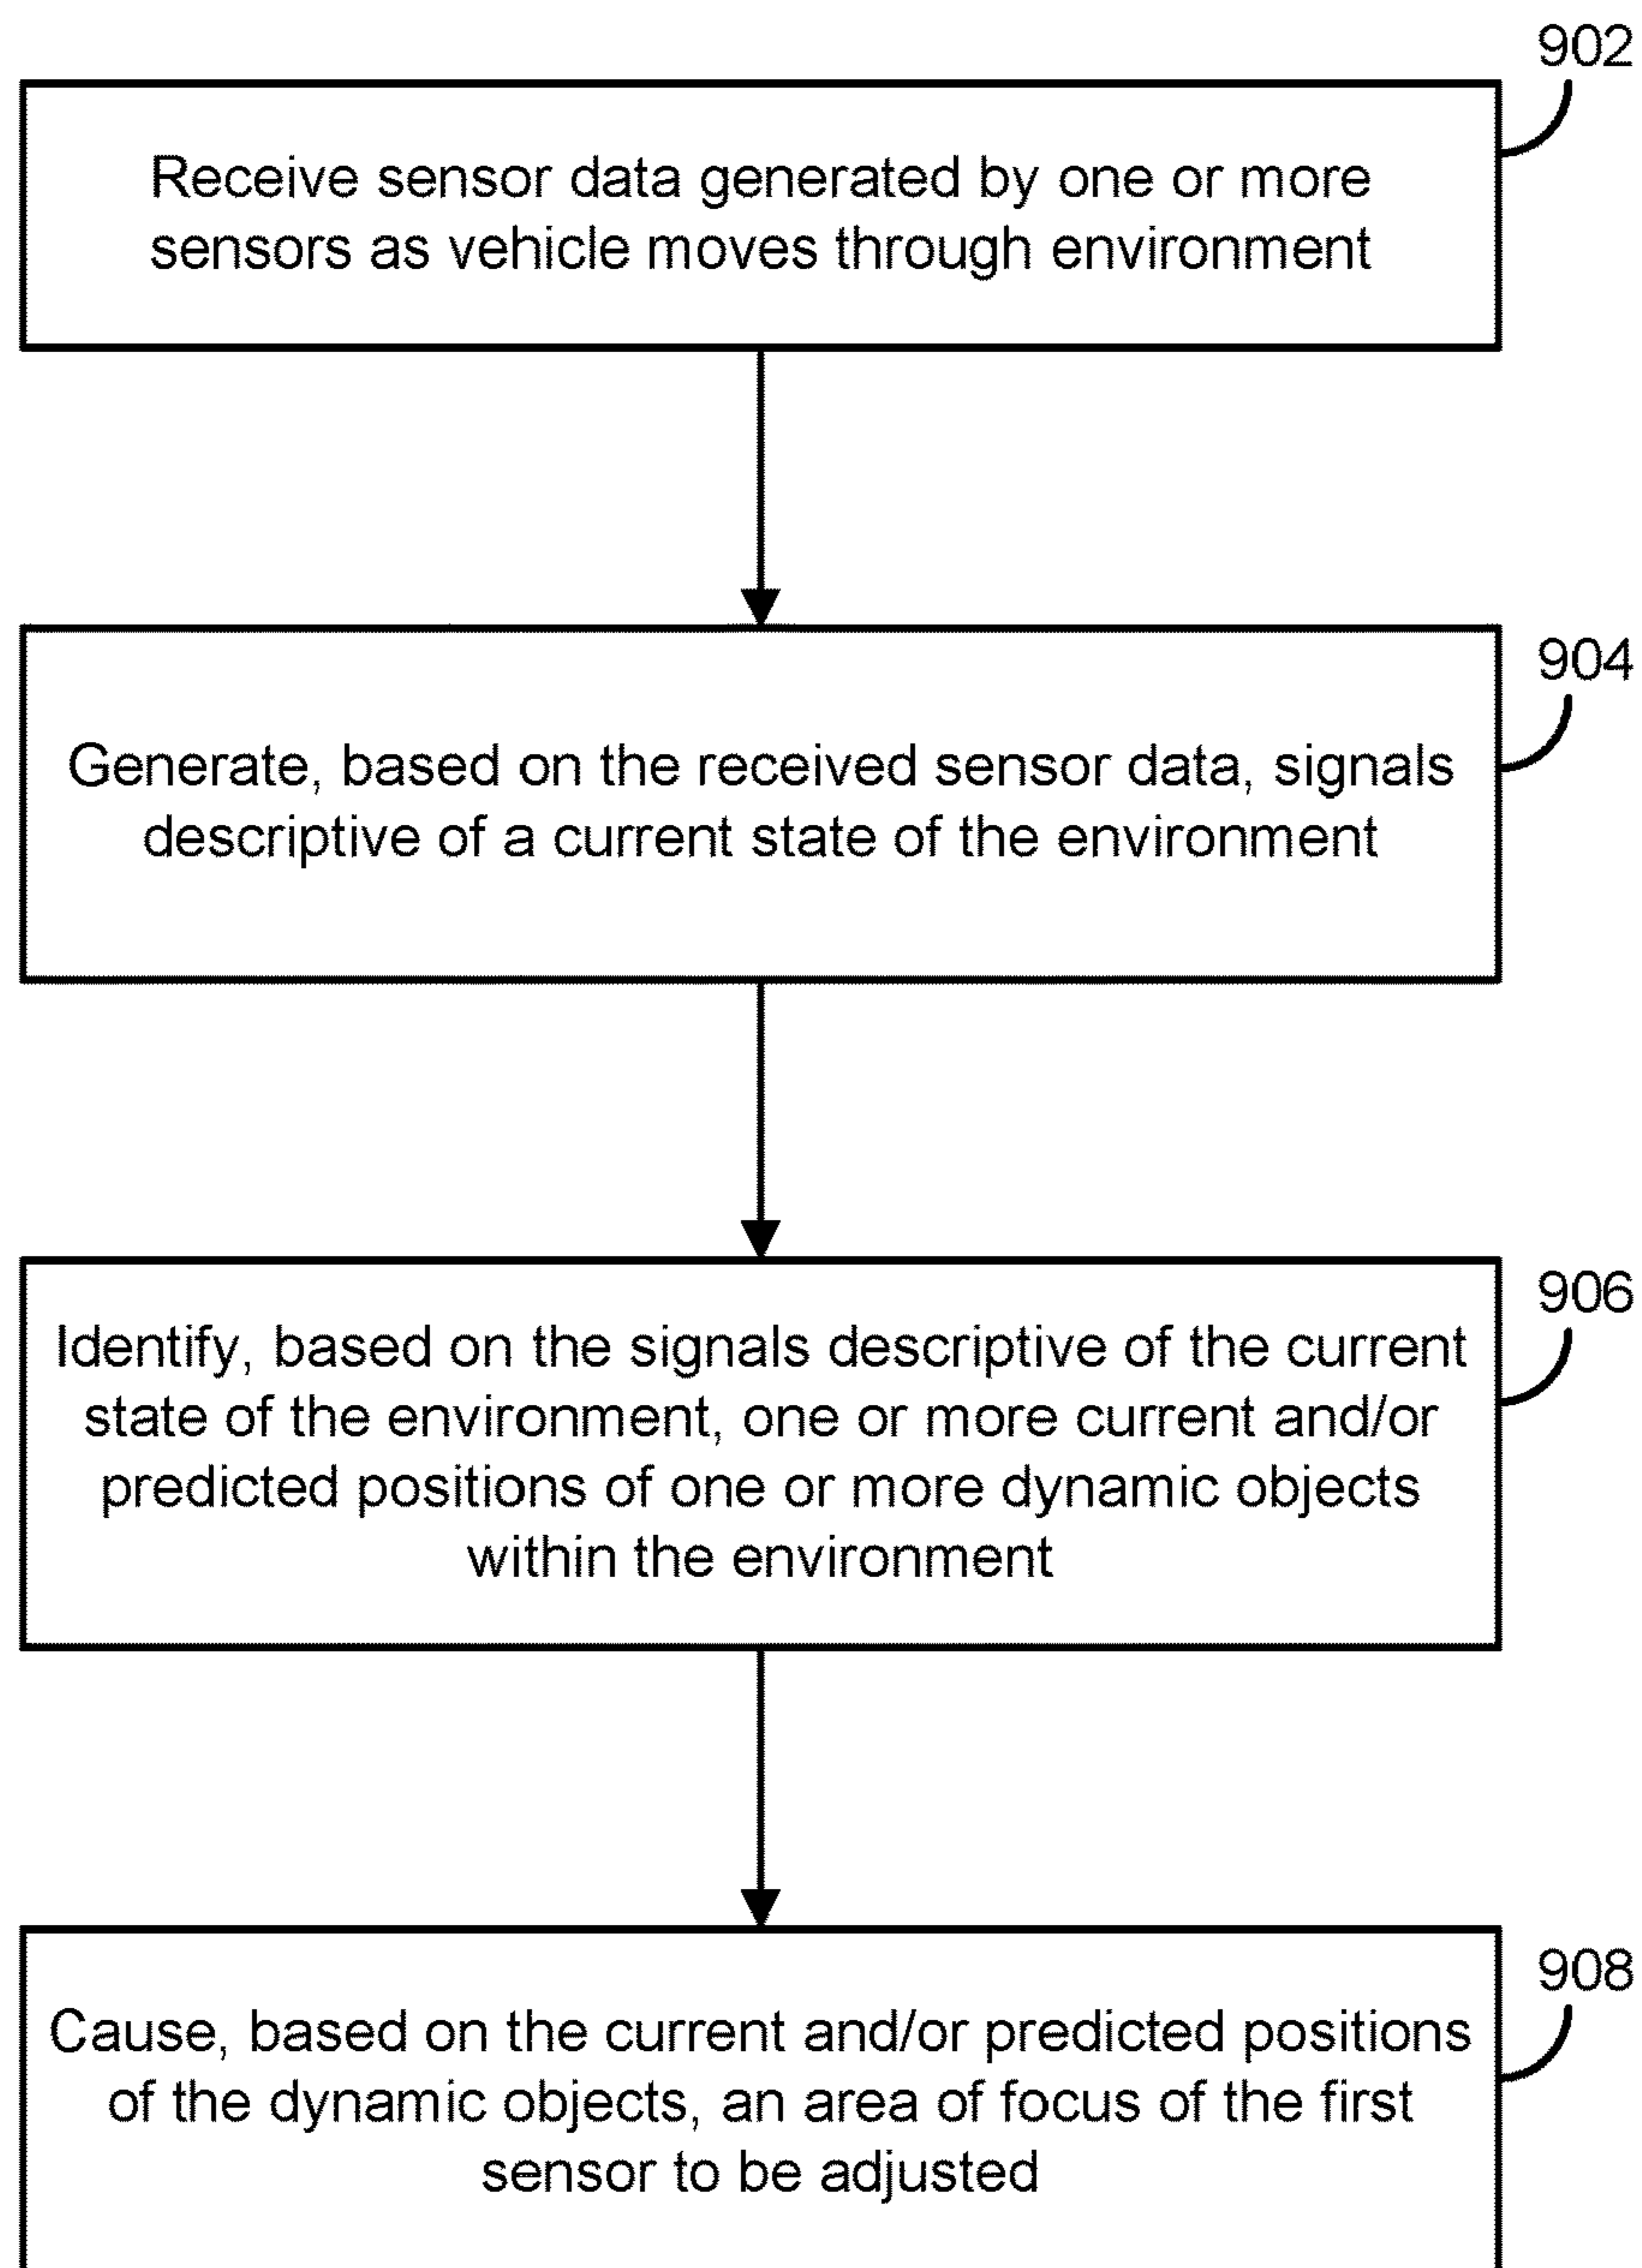 902
Receive sensor data generated by one or more
sensors as vehicle moves through environment
904
Generate, based on the received sensor data, signals
descriptive of a current state of the environment
906
Identify, based on the signals descriptive of the current
state of the environment, one or more current and/or
predicted positions of one or more dynamic objects
within the environment
908
Cause, based on the current and/or predicted positions
of the dynamic objects, an area of focus of the first
sensor to be adjusted